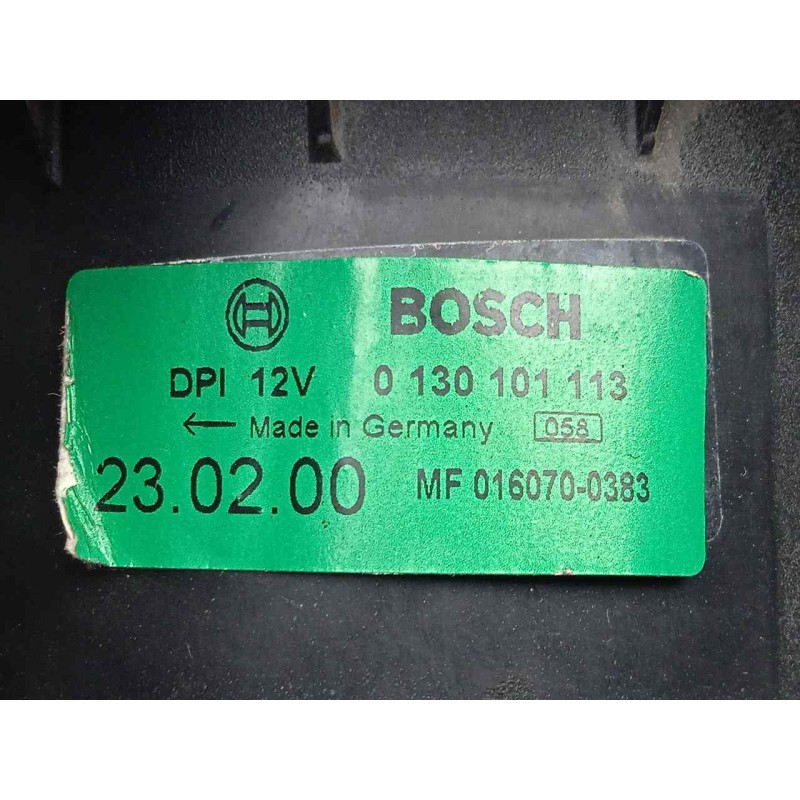 BOSCH
DPI 12V 0 130 101 113
← Made in Germany 058
23.02.00 MF 016070-0383